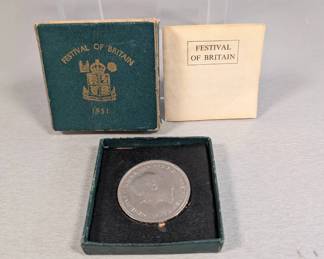 FESTIVAL OF BRITAIN
1951
FESTIVAL
OF BRITAIN